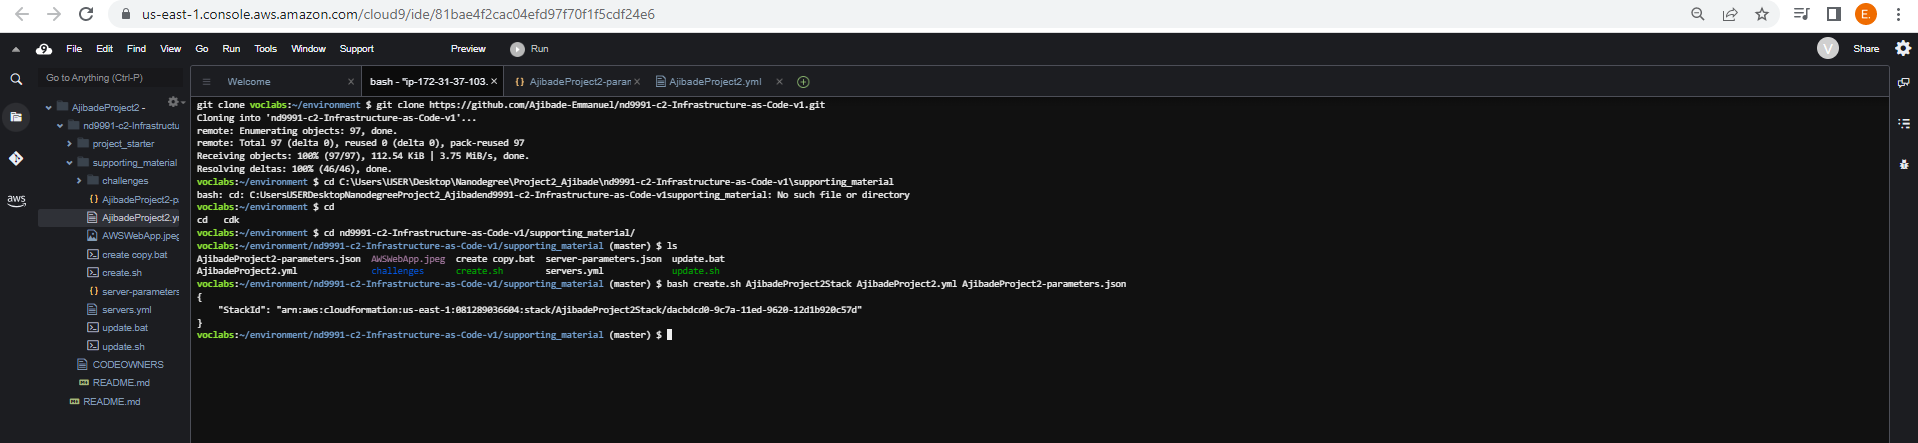 us-east-1.console.aws.amazon.com/cloud9/ide/81bae4f2cac04efd97f70f1f5cdf24e6
E.
9 File Edit Find View Go Run Tools Window Support Preview Run V Share
Go to Anything (Ctrl-P)
Welcome
bash - "ip-172-31-37-103.
{} AjibadeProject2-paran
AjibadeProject2.yml
AjibadeProject2 -
nd9991-c2-Infrastructu
project_starter
supporting_material
challenges
{} AjibadeProject2-p
AjibadeProject2.y
AWSWebApp.jpeg
create copy.bat
create.sh
{} server-parameters
servers.yml
update.bat
update.sh
CODEOWNERS
README.md
README.md
aws
git clone voclabs:~/environment $ git clone https://github.com/Ajibade-Emmanuel/nd9991-c2-Infrastructure-as-Code-v1.git
Cloning into 'nd9991-c2-Infrastructure-as-Code-v1'...
remote: Enumerating objects: 97, done.
remote: Total 97 (delta 0), reused 0 (delta 0), pack-reused 97
Receiving objects: 100% (97/97), 112.54 KiB | 3.75 MiB/s, done.
Resolving deltas: 100% (46/46), done.
voclabs:~/environment $ cd C:\Users\USER\Desktop\Nanodegree\Project2_Ajibade\nd9991-c2-Infrastructure-as-Code-v1\supporting_material
bash: cd: C:UsersUSERDesktopNanodegreeProject2_Ajibadend9991-c2-Infrastructure-as-Code-v1supporting_material: No such file or directory
voclabs:~/environment $ cd
cd cdk
voclabs:~/environment $ cd nd9991-c2-Infrastructure-as-Code-v1/supporting_material/
voclabs:~/environment/nd9991-c2-Infrastructure-as-Code-v1/supporting_material (master) $ ls
AjibadeProject2-parameters.json AWSWebApp.jpeg create copy.bat server-parameters.json update.bat
AjibadeProject2.yml challenges create.sh servers.yml update.sh
voclabs:~/environment/nd9991-c2-Infrastructure-as-Code-v1/supporting_material (master) $ bash create.sh AjibadeProject2Stack AjibadeProject2.yml AjibadeProject2-parameters.json
{
"StackId": "arn:aws:cloudformation:us-east-1:081289036604:stack/AjibadeProject2Stack/dacbdcd0-9c7a-11ed-9620-12d1b920c57d"
}
voclabs:~/environment/nd9991-c2-Infrastructure-as-Code-v1/supporting_material (master) $